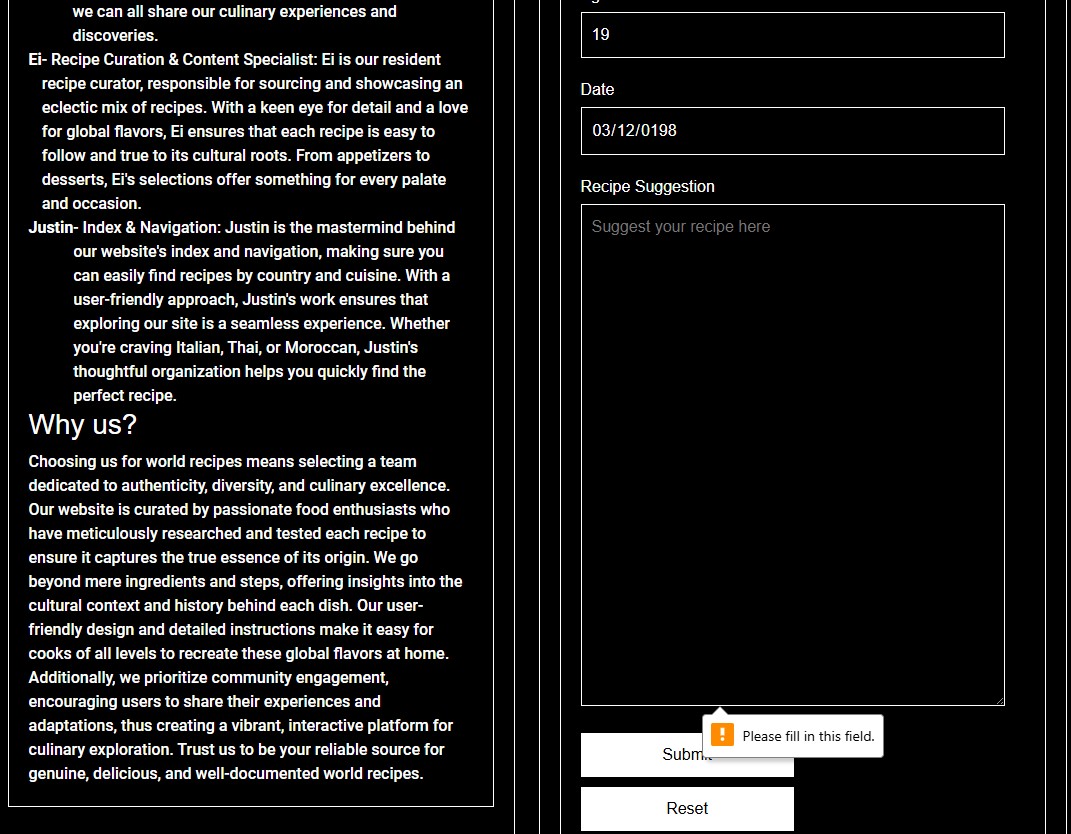 we can all share our culinary experiences and
discoveries.
Ei- Recipe Curation & Content Specialist: Ei is our resident
recipe curator, responsible for sourcing and showcasing an
eclectic mix of recipes. With a keen eye for detail and a love
for global flavors, Ei ensures that each recipe is easy to
follow and true to its cultural roots. From appetizers to
desserts, Ei's selections offer something for every palate
and occasion.
Justin- Index & Navigation: Justin is the mastermind behind
our website's index and navigation, making sure you
can easily find recipes by country and cuisine. With a
user-friendly approach, Justin's work ensures that
exploring our site is a seamless experience. Whether
you're craving Italian, Thai, or Moroccan, Justin's
thoughtful organization helps you quickly find the
perfect recipe.
Why us?
Choosing us for world recipes means selecting a team
dedicated to authenticity, diversity, and culinary excellence.
Our website is curated by passionate food enthusiasts who
have meticulously researched and tested each recipe to
ensure it captures the true essence of its origin. We go
beyond mere ingredients and steps, offering insights into the
cultural context and history behind each dish. Our user-
friendly design and detailed instructions make it easy for
cooks of all levels to recreate these global flavors at home.
Additionally, we prioritize community engagement,
encouraging users to share their experiences and
adaptations, thus creating a vibrant, interactive platform for
culinary exploration. Trust us to be your reliable source for
genuine, delicious, and well-documented world recipes.
19
Date
03/12/0198
Recipe Suggestion
Suggest your recipe here
Please fill in this field.
Submit
Reset